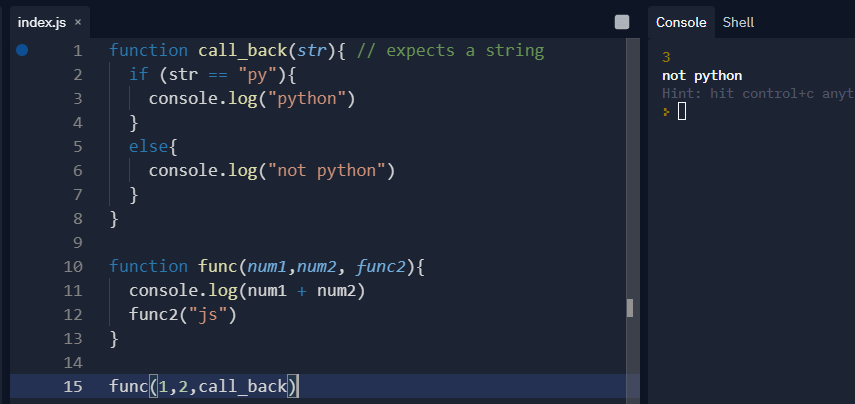 index.js ×
Console Shell
1 function call_back(str){ // expects a string
2 if (str == "py"){
3 console.log("python")
4 }
5 else{
6 console.log("not python")
7 }
8 }
9
10 function func(num1,num2, func2){
11 console.log(num1 + num2)
12 func2("js")
13 }
14
15 func(1,2,call_back)
3
not python
Hint: hit control+c anyt
>